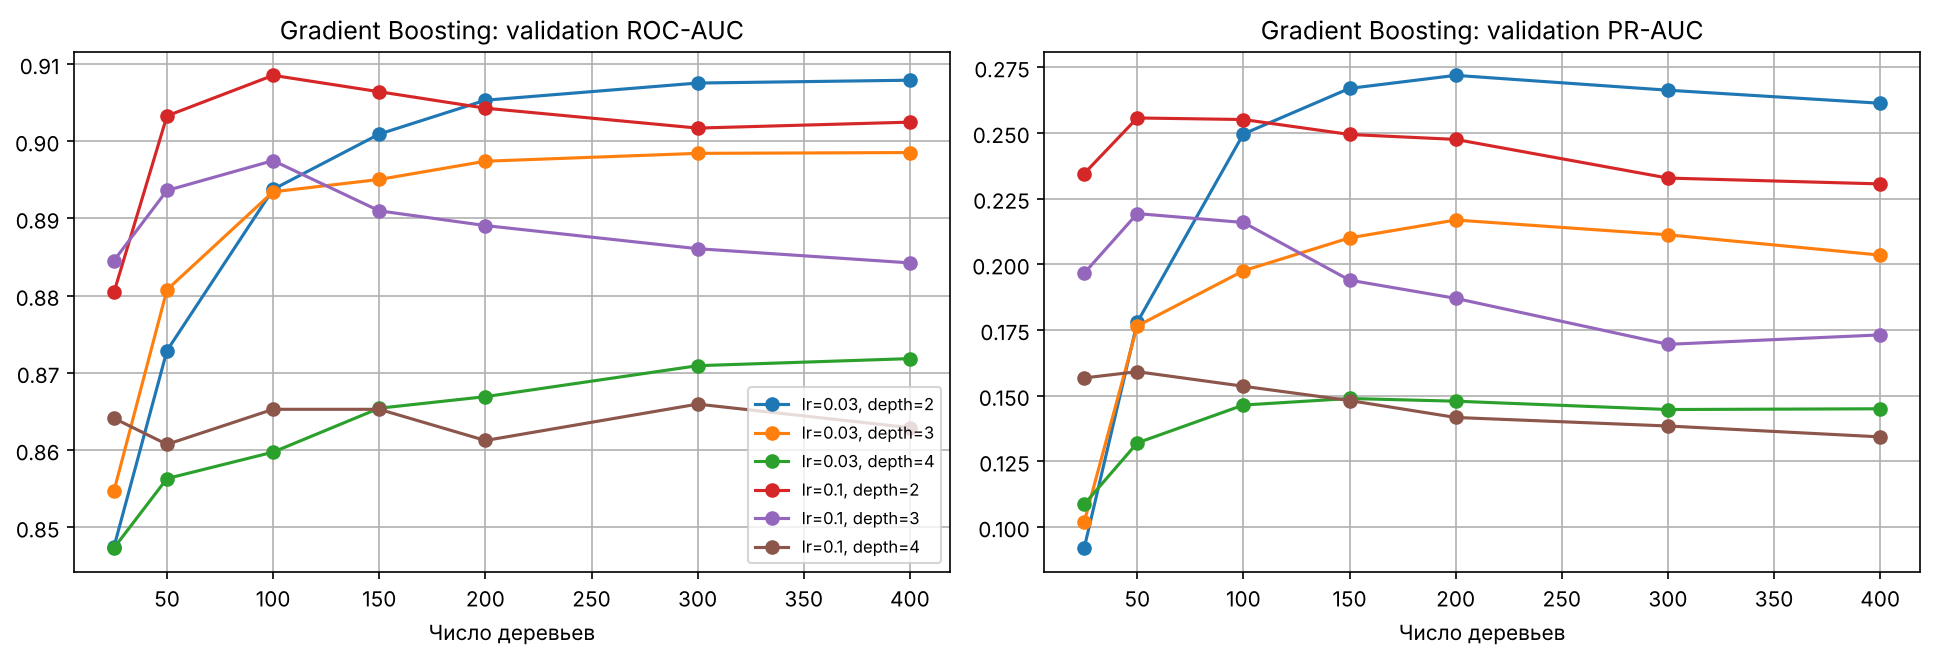 Gradient Boosting: validation ROC-AUC
0.91
0.90
0.89
0.88
0.87
0.86
0.85
50 100 150 200 250 300 350 400
Число деревьев
lr=0.03, depth=2
lr=0.03, depth=3
lr=0.03, depth=4
lr=0.1, depth=2
lr=0.1, depth=3
lr=0.1, depth=4
Gradient Boosting: validation PR-AUC
0.275
0.250
0.225
0.200
0.175
0.150
0.125
0.100
50 100 150 200 250 300 350 400
Число деревьев